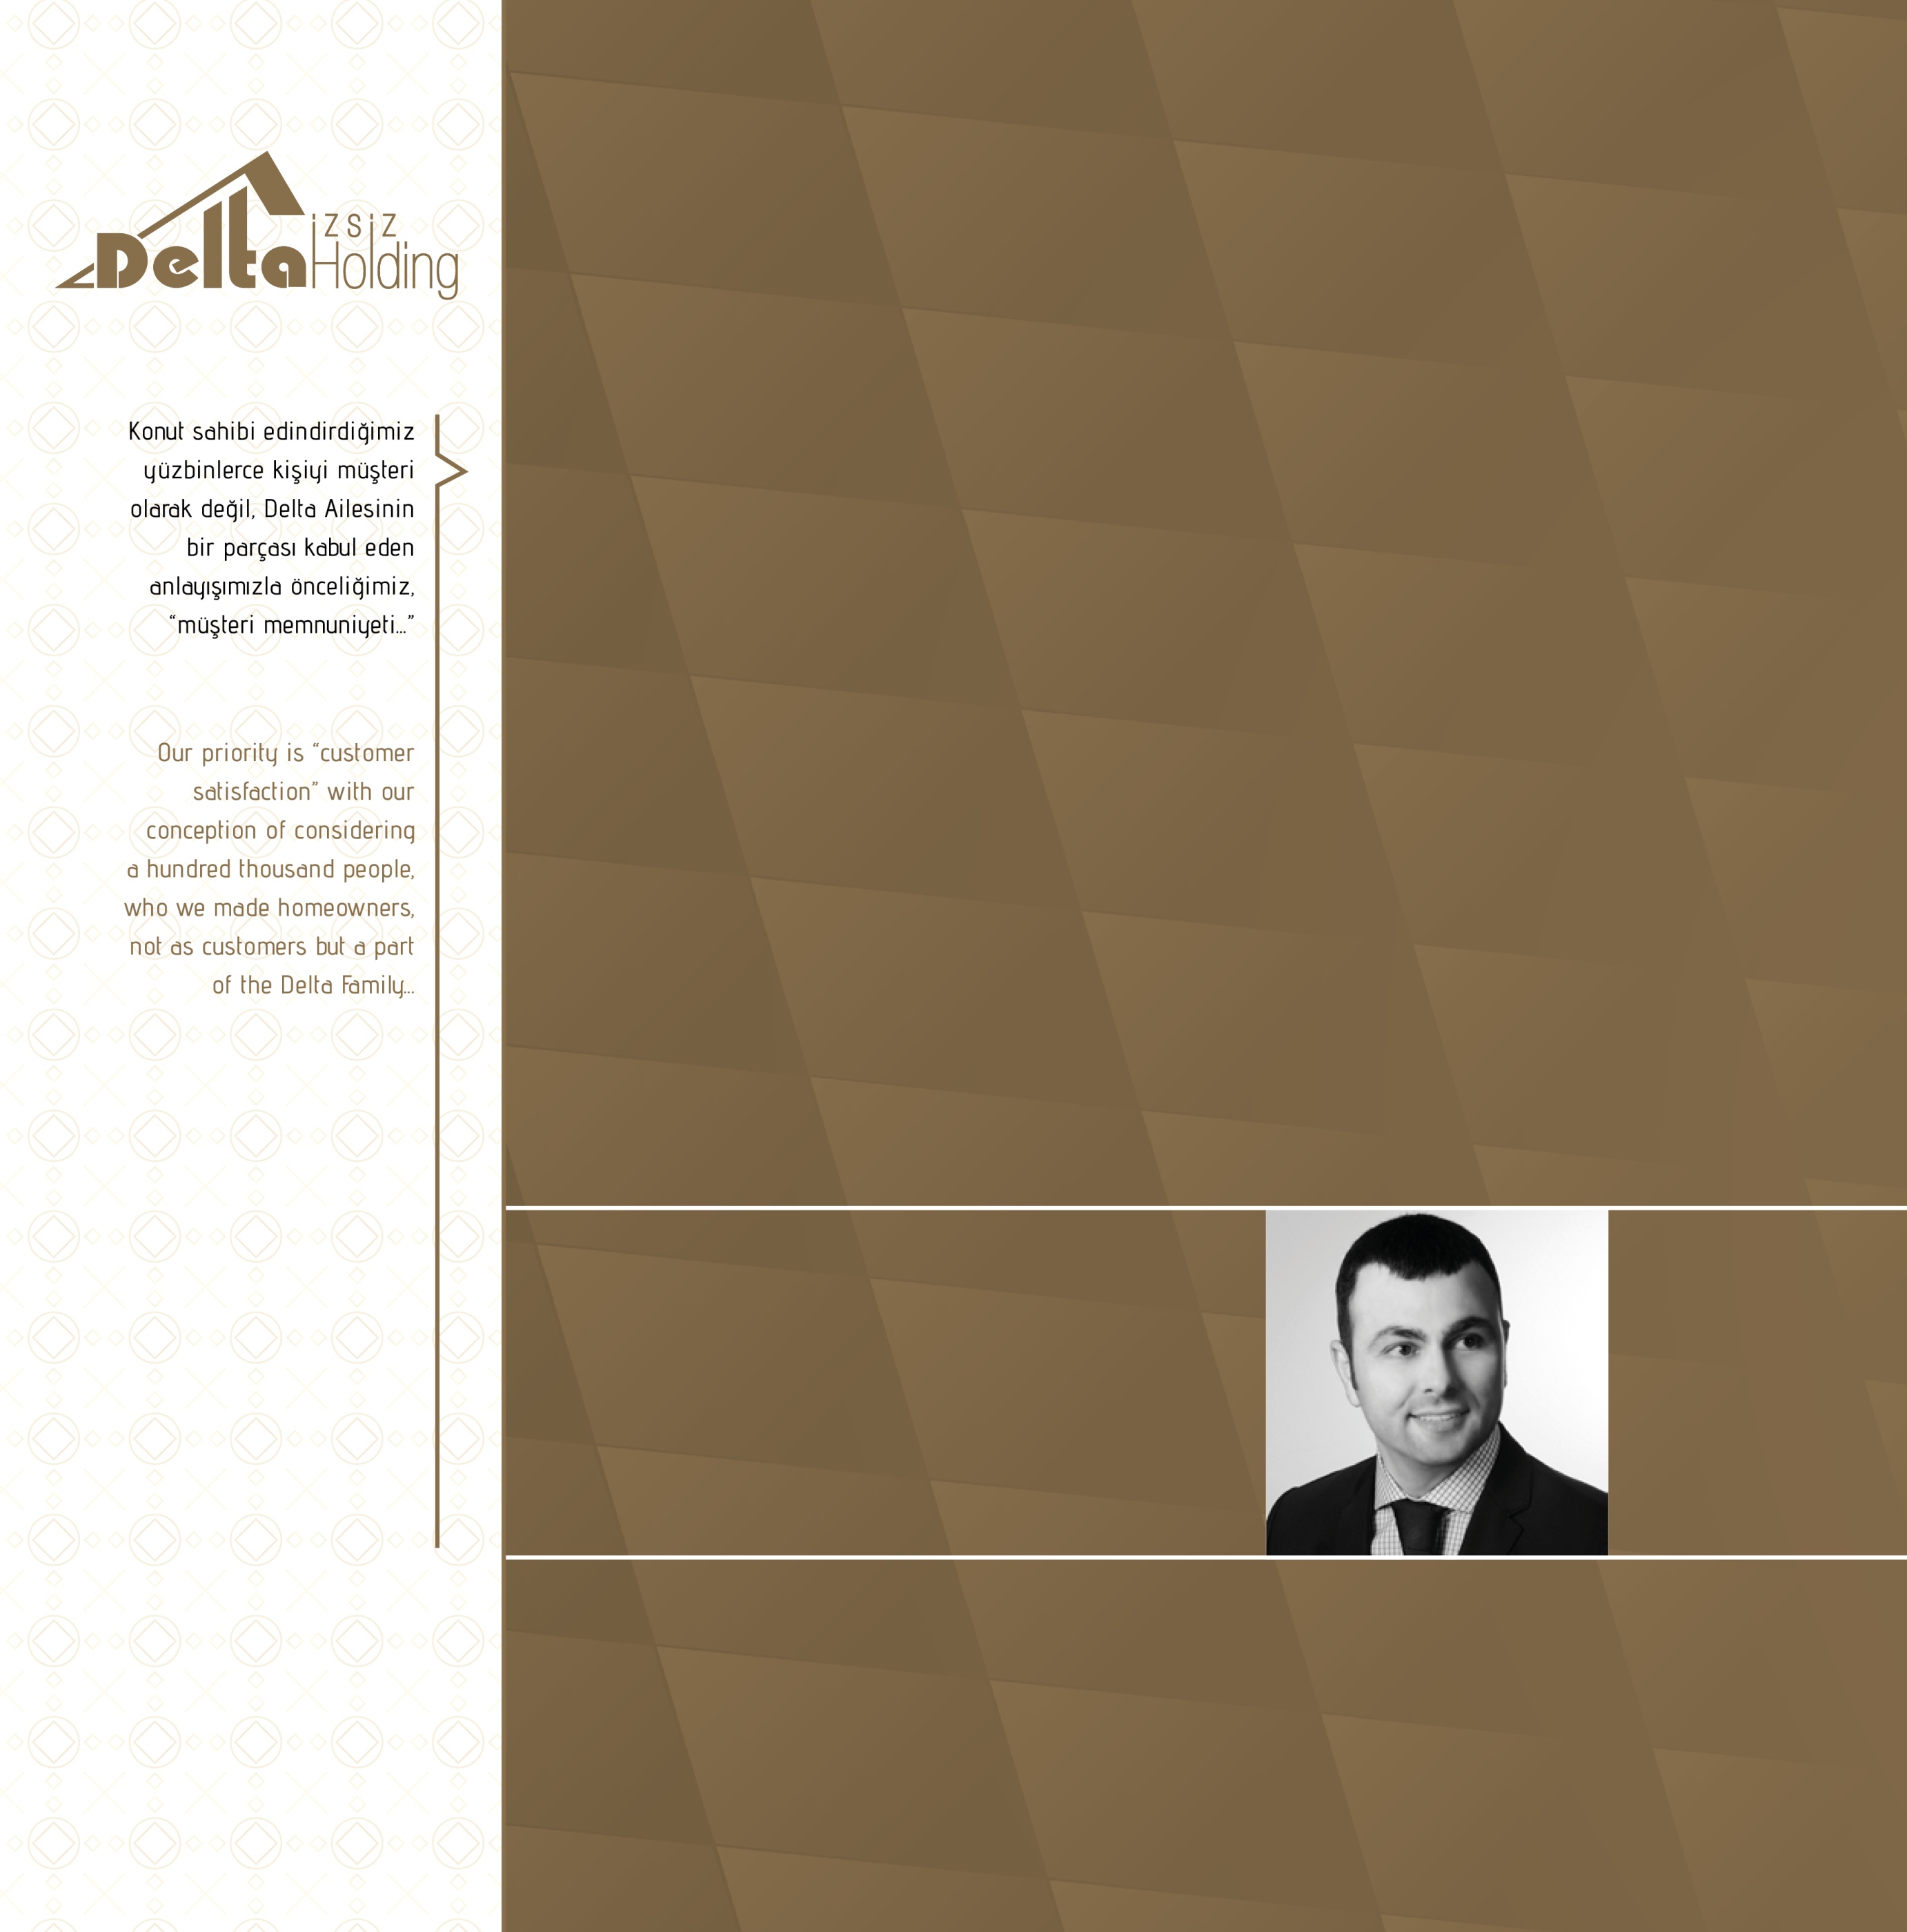 Delta izsiz Holding
Konut sahibi edindirdiğimiz
yüzbinlerce kişiyi müşteri
olarak değil, Delta Ailesinin
bir parçası kabul eden
anlayışımızla önceliğimiz,
“müşteri memnuniyeti...”
Our priority is “customer
satisfaction” with our
conception of considering
a hundred thousand people,
who we made homeowners,
not as customers but a part
of the Delta Family...